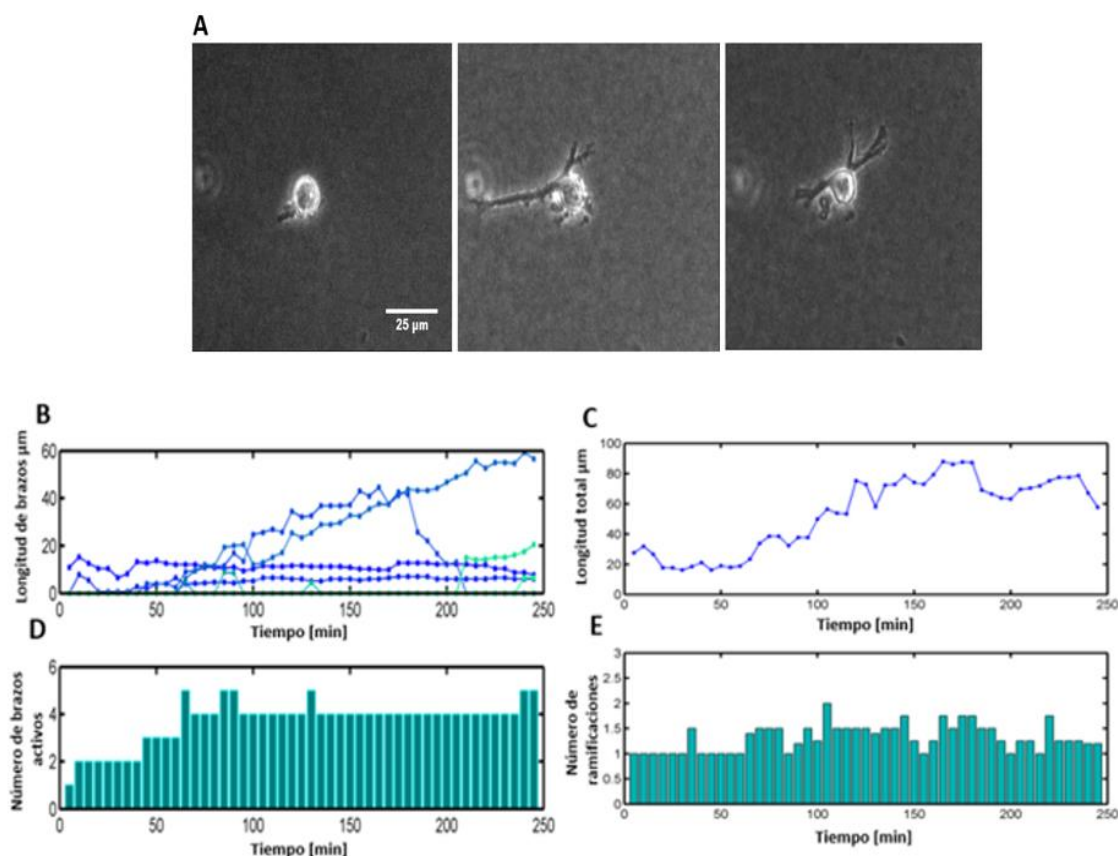 A
25 µm
B
Longitud de brazos µm
60
40
20
0
0 50 100 150 200 250
Tiempo [min]
C
Longitud total µm
100
80
60
40
20
0
0 50 100 150 200 250
Tiempo [min]
D
Número de brazos
activos
6
4
2
0
0 50 100 150 200 250
Tiempo [min]
E
Número de
ramificaciones
3
2.5
2
1.5
1
0.5
0
0 50 100 150 200 250
Tiempo [min]